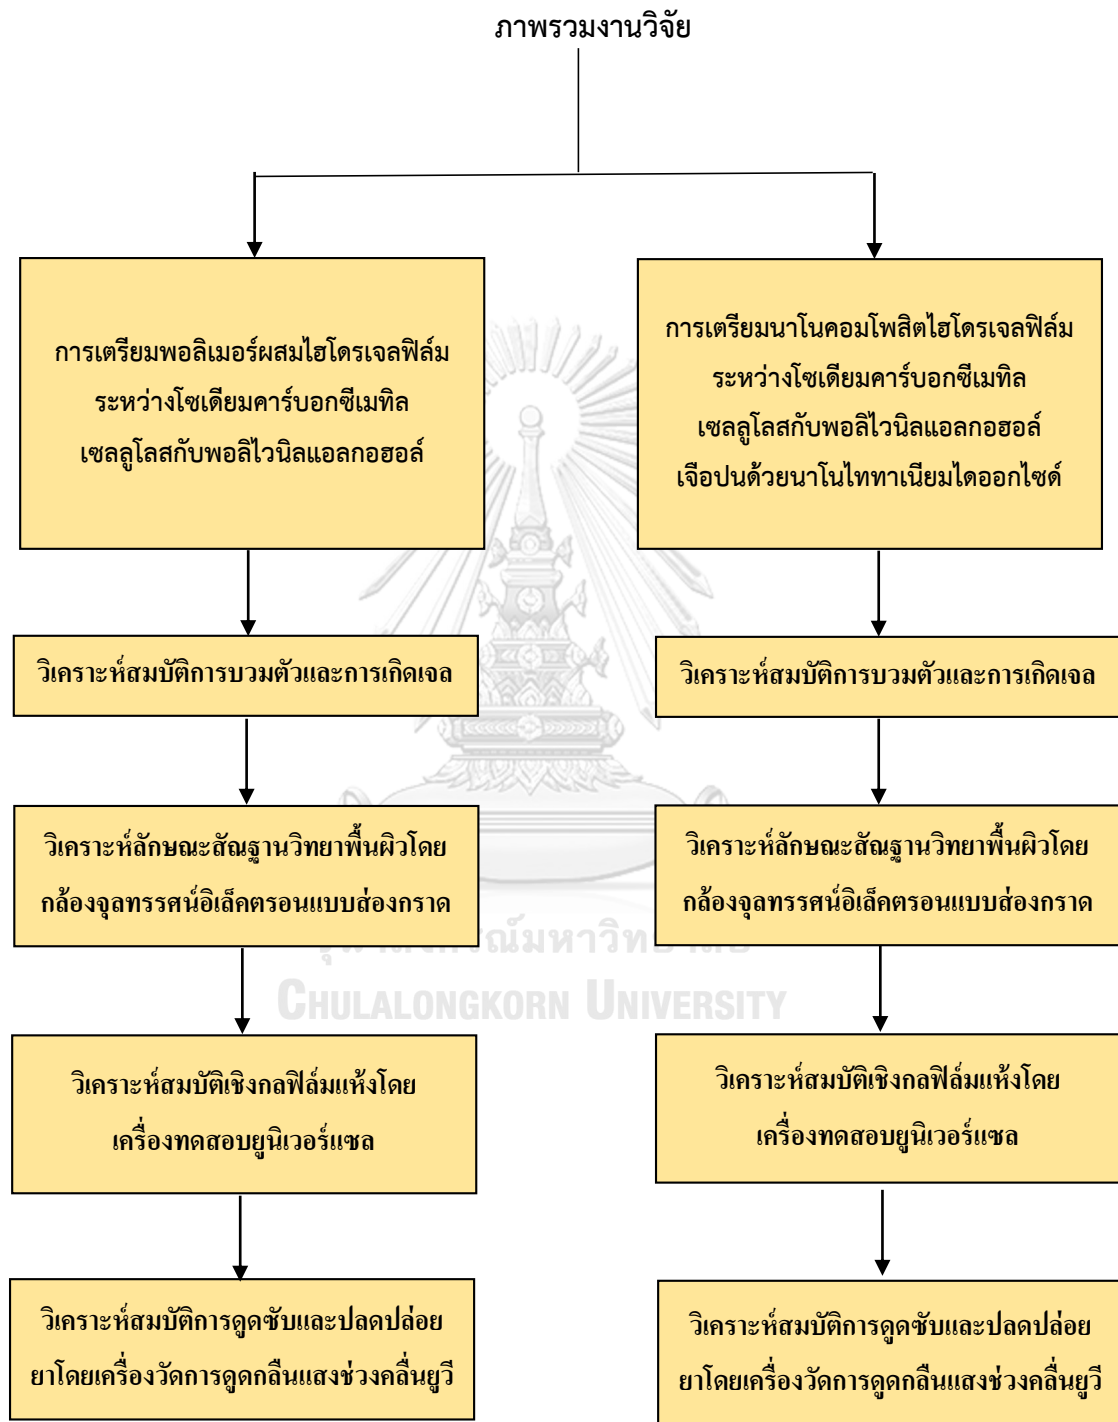 ภาพรวมงานวิจัย
การเตรียมพอลิเมอร์ผสมไฮโดรเจลฟิล์ม
ระหว่างโซเดียมคาร์บอกซีเมทิล
เซลลูโลสกับพอลิไวนิลแอลกอฮอล์
วิเคราะห์สมบัติการบวมตัวและการเกิดเจล
วิเคราะห์ลักษณะสัณฐานวิทยาพื้นผิวโดย
กล้องจุลทรรศน์อิเล็คตรอนแบบส่องกราด
วิเคราะห์สมบัติเชิงกลฟิล์มแห้งโดย
เครื่องทดสอบยูนิเวอร์แซล
วิเคราะห์สมบัติการดูดซับและปลดปล่อย
ยาโดยเครื่องวัดการดูดกลืนแสงช่วงคลื่นยูวี
การเตรียมนาโนคอมโพสิตไฮโดรเจลฟิล์ม
ระหว่างโซเดียมคาร์บอกซีเมทิล
เซลลูโลสกับพอลิไวนิลแอลกอฮอล์
เจือปนด้วยนาโนไททาเนียมไดออกไซด์
วิเคราะห์สมบัติการบวมตัวและการเกิดเจล
วิเคราะห์ลักษณะสัณฐานวิทยาพื้นผิวโดย
กล้องจุลทรรศน์อิเล็คตรอนแบบส่องกราด
วิเคราะห์สมบัติเชิงกลฟิล์มแห้งโดย
เครื่องทดสอบยูนิเวอร์แซล
วิเคราะห์สมบัติการดูดซับและปลดปล่อย
ยาโดยเครื่องวัดการดูดกลืนแสงช่วงคลื่นยูวี
CHULALONGKORN UNIVERSITY